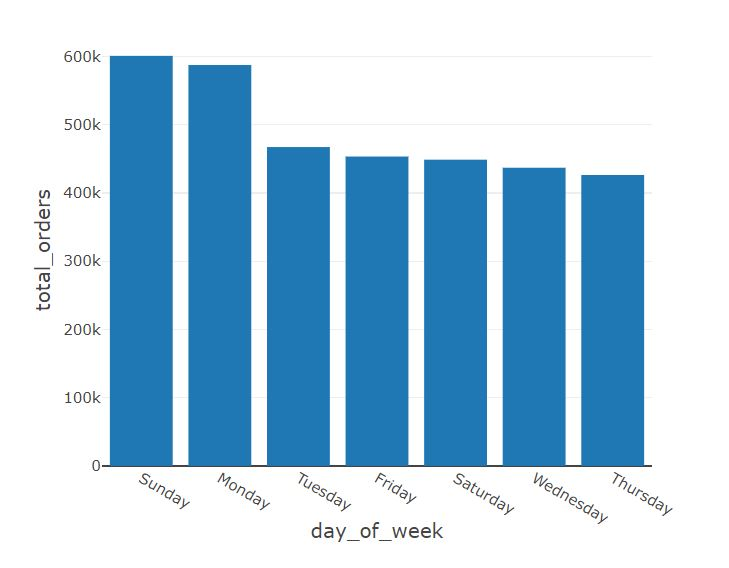 600k
500k
400k
300k
200k
100k
0
total_orders
Sunday
Monday
Tuesday
Friday
Saturday
Wednesday
Thursday
day_of_week